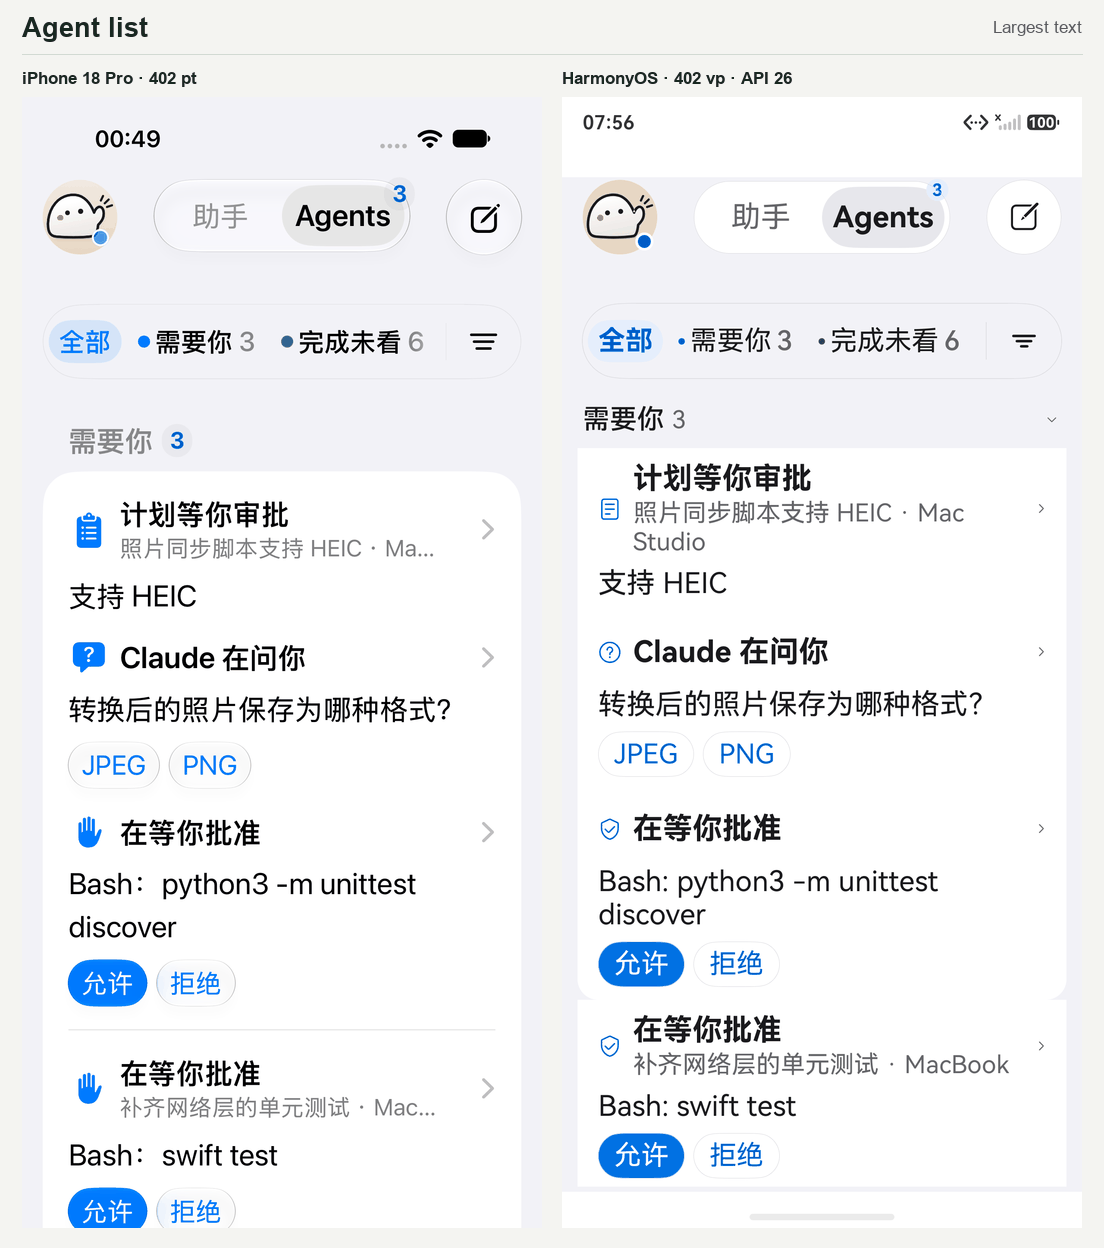 Agent list
Largest text
iPhone 18 Pro · 402 pt
00:49
助手
Agents
3
全部
需要你 3
完成未看 6
需要你 3
计划等你审批
照片同步脚本支持 HEIC · Ma...
支持 HEIC
Claude 在问你
转换后的照片保存为哪种格式？
JPEG
PNG
在等你批准
Bash： python3 -m unittest
discover
允许
拒绝
在等你批准
补齐网络层的单元测试 · Mac...
Bash： swift test
允许
拒绝
HarmonyOS · 402 vp · API 26
07:56
100
助手
Agents
3
全部
需要你 3
完成未看 6
需要你 3
计划等你审批
照片同步脚本支持 HEIC · Mac
Studio
支持 HEIC
Claude 在问你
转换后的照片保存为哪种格式？
JPEG
PNG
在等你批准
Bash: python3 -m unittest
discover
允许
拒绝
在等你批准
补齐网络层的单元测试 · MacBook
Bash: swift test
允许
拒绝